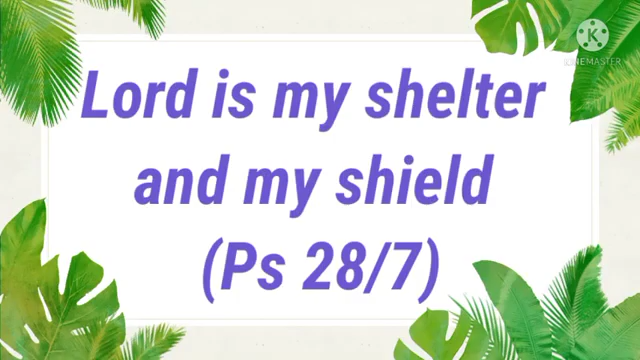 Lord is my shelter
and my shield
(Ps 28/7)
K
KINEMASTER